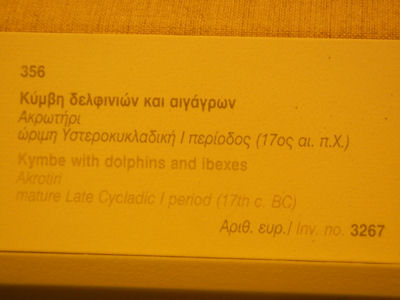 356
Κύμβη δελφινιών και αιγάγρων
Ακρωτήρι
ώριμη Υστεροκυκλαδική Ι περίοδος (17ος αι. π.Χ.)
Kymbe with dolphins and ibexes
Akrotiri
mature Late Cycladic I period (17th c. BC)
Αριθ. ευρ./ Inv. no. 3267